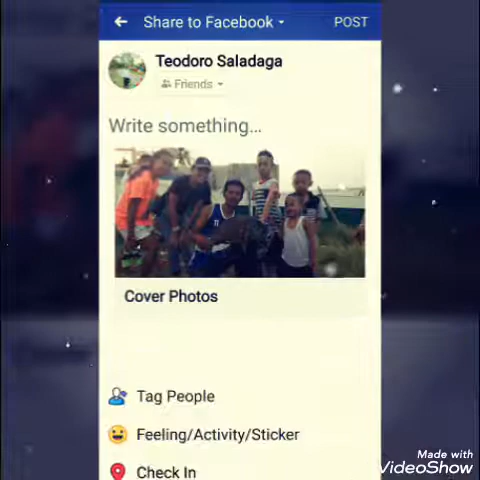 Share to Facebook
POST
Teodoro Saladaga
Friends
Write something...
Cover Photos
Tag People
Feeling/Activity/Sticker
Check In
Made with
VideoShow